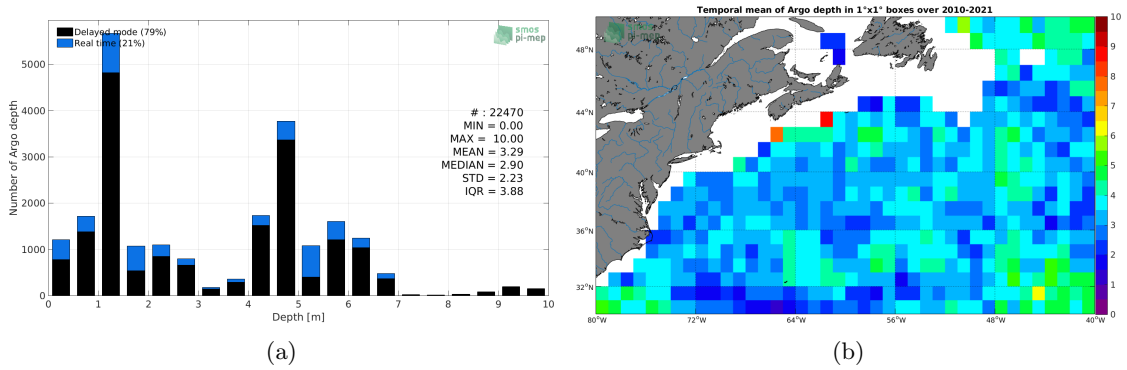 Delayed mode (79%)
Real time (21%)
smos
pi-mep
# : 22470
MIN = 0.00
MAX = 10.00
MEAN = 3.29
MEDIAN = 2.90
STD = 2.23
IQR = 3.88
Number of Argo depth
5000
4000
3000
2000
1000
0
0 1 2 3 4 5 6 7 8 9 10
Depth [m]
(a)
Temporal mean of Argo depth in 1°x1° boxes over 2010-2021
smos
pi-mep
48°N
44°N
40°N
36°N
32°N
80°W 72°W 64°W 56°W 48°W 40°W
10
9
8
7
6
5
4
3
2
1
0
(b)